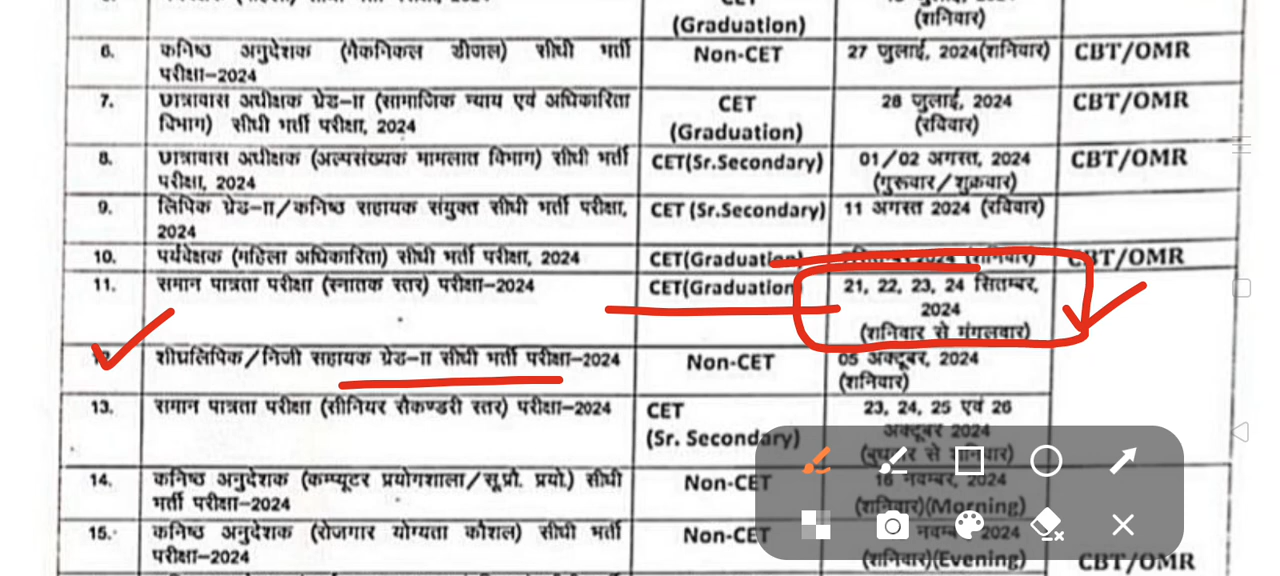 CET
(Graduation)
(शनिवार)
6. कनिष्ठ अनुदेशक (मैकनिकल डीजल) सीधी भर्ती
परीक्षा–2024
Non-CET
27 जुलाई, 2024(शनिवार)
CBT/OMR
7. छात्रावास अधीक्षक ग्रेड–II (सामाजिक न्याय एवं अधिकारिता
विभाग) सीधी भर्ती परीक्षा, 2024
CET
(Graduation)
28 जुलाई, 2024
(रविवार)
CBT/OMR
8. छात्रावास अधीक्षक (अल्पसंख्यक मामलात विभाग) सीधी भर्ती
परीक्षा, 2024
CET(Sr.Secondary)
01/02 अगस्त, 2024
(गुरूवार/शुक्रवार)
CBT/OMR
9. लिपिक ग्रेड–II/कनिष्ठ सहायक संयुक्त सीधी भर्ती परीक्षा,
2024
CET (Sr.Secondary)
11 अगस्त 2024 (रविवार)
10. पर्यवेक्षक (महिला अधिकारिता) सीधी भर्ती परीक्षा, 2024
CET(Graduation)
(शनिवार)
CBT/OMR
11. समान पात्रता परीक्षा (स्नातक स्तर) परीक्षा–2024
CET(Graduation)
21, 22, 23, 24 सितम्बर,
2024
(शनिवार से मंगलवार)
शीघ्रलिपिक/निजी सहायक ग्रेड–II सीधी भर्ती परीक्षा–2024
Non-CET
05 अक्टूबर, 2024
(शनिवार)
13. समान पात्रता परीक्षा (सीनियर सैकण्डरी स्तर) परीक्षा–2024
CET
(Sr. Secondary)
23, 24, 25 एवं 26
अक्टूबर 2024
14. कनिष्ठ अनुदेशक (कम्प्यूटर प्रयोगशाला/सू.प्रौ. प्रयो.) सीधी
भर्ती परीक्षा–2024
Non-CET
16 नवम्बर, 2024
(शनिवार)(Morning)
15. कनिष्ठ अनुदेशक (रोजगार योग्यता कौशल) सीधी भर्ती
परीक्षा–2024
Non-CET
नवम्बर, 2024
(शनिवार)(Evening)
CBT/OMR